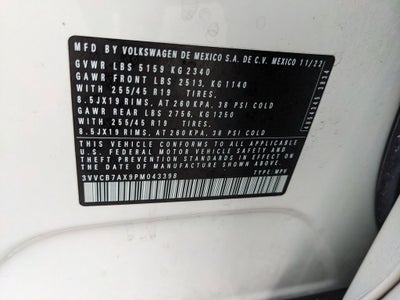 MFD. BY VOLKSWAGEN DE MEXICO S.A. DE C.V. MEXICO 11/22
GVWR LBS 5159 KG 2340
GAWR FRONT LBS 2513, KG 1140
WITH 255/45 R19 TIRES.
8.5JX19 RIMS, AT 260 KPA, 38 PSI COLD
GAWR REAR LBS 2756, KG 1250
WITH 255/45 R19 TIRES.
8.5JX19 RIMS, AT 260 KPA, 38 PSI COLD
THIS VEHICLE CONFORMS TO ALL APPLICABLE
U.S. FEDERAL MOTOR VEHICLE SAFETY AND
THEFT PREVENTION STANDARDS IN EFFECT ON THE
DATE OF MANUFACTURE SHOWN ABOVE.
3VVCB7AX9PM043398
TYPE MPV